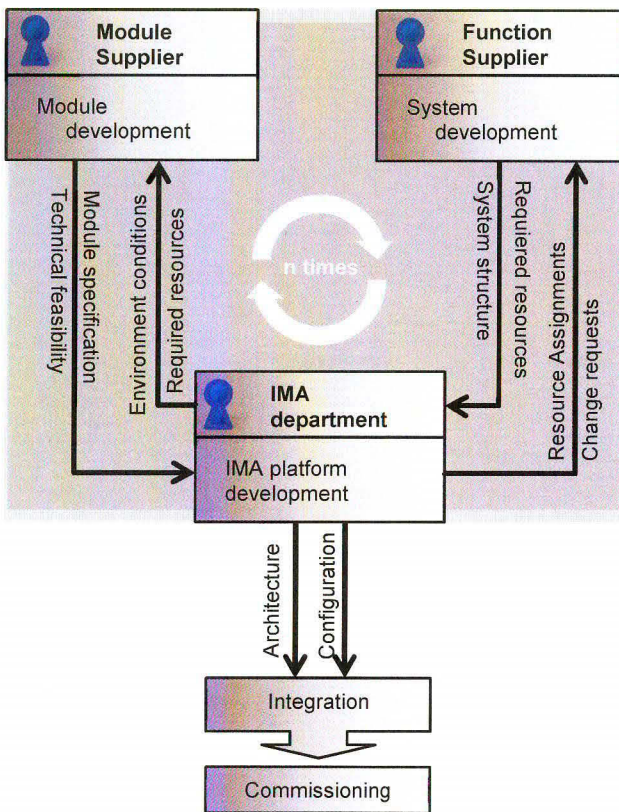 Module
Supplier
Module
development
Function
Supplier
System
development
Technical feasibility
Module specification
Environment conditions
Required resources
n times
System structure
Requiered resources
Resource Assignments
Change requests
IMA
department
IMA platform
development
Architecture
Configuration
Integration
Commissioning